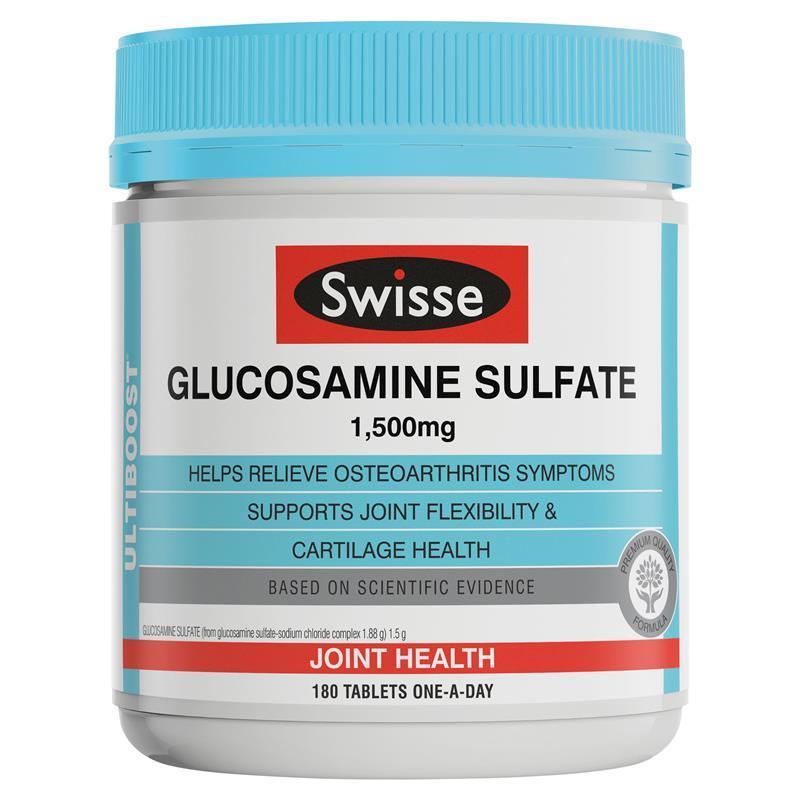 Swisse
GLUCOSAMINE SULFATE
1,500mg
ULTIBOOST®
HELPS RELIEVE OSTEOARTHRITIS SYMPTOMS
SUPPORTS JOINT FLEXIBILITY &
CARTILAGE HEALTH
BASED ON SCIENTIFIC EVIDENCE
PREMIUM QUALITY
FORMULA
GLUCOSAMINE SULFATE (from glucosamine sulfate-sodium chloride complex 1.88 g) 1.5 g
JOINT HEALTH
180 TABLETS ONE-A-DAY